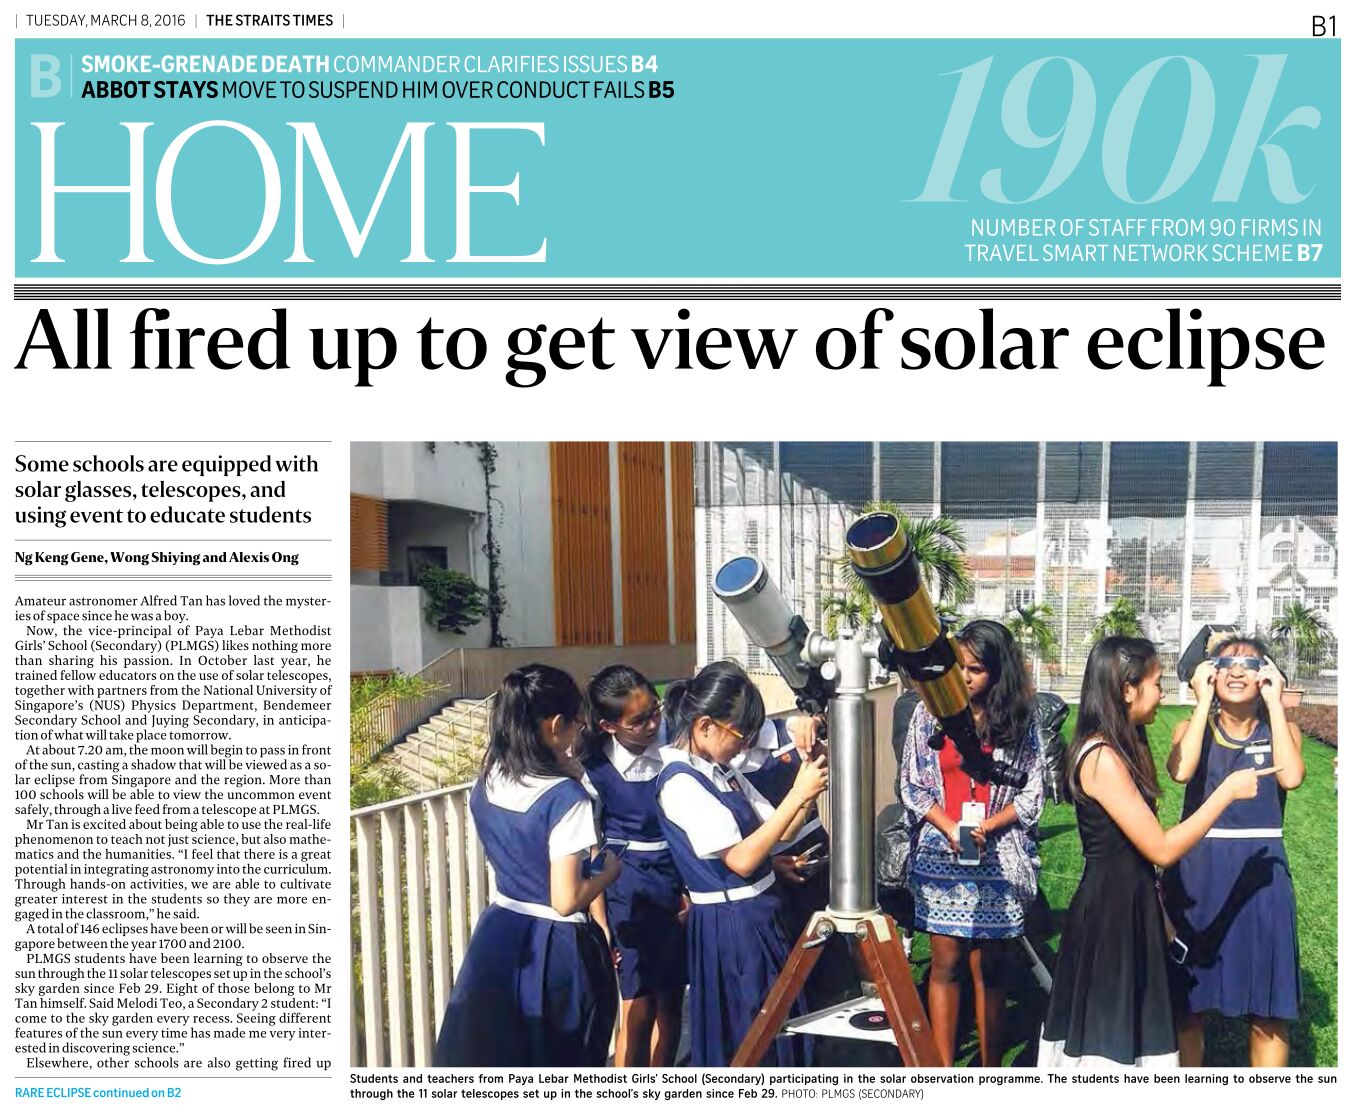 TUESDAY, MARCH 8, 2016 | THE STRAITS TIMES |
B1
B
SMOKE-GRENADE DEATH COMMANDER CLARIFIES ISSUES B4
ABBOT STAYS MOVE TO SUSPEND HIM OVER CONDUCT FAILS B5
HOME
190k
NUMBER OF STAFF FROM 90 FIRMS IN
TRAVEL SMART NETWORK SCHEME B7
All fired up to get view of solar eclipse
Some schools are equipped with
solar glasses, telescopes, and
using event to educate students
Ng Keng Gene, Wong Shiying and Alexis Ong
Amateur astronomer Alfred Tan has loved the myster-
ies of space since he was a boy.
Now, the vice-principal of Paya Lebar Methodist
Girls' School (Secondary) (PLMGS) likes nothing more
than sharing his passion. In October last year, he
trained fellow educators on the use of solar telescopes,
together with partners from the National University of
Singapore's (NUS) Physics Department, Bendemeer
Secondary School and Juying Secondary, in anticipa-
tion of what will take place tomorrow.
At about 7.20 am, the moon will begin to pass in front
of the sun, casting a shadow that will be viewed as a so-
lar eclipse from Singapore and the region. More than
100 schools will be able to view the uncommon event
safely, through a live feed from a telescope at PLMGS.
Mr Tan is excited about being able to use the real-life
phenomenon to teach not just science, but also mathe-
matics and the humanities. “I feel that there is a great
potential in integrating astronomy into the curriculum.
Through hands-on activities, we are able to cultivate
greater interest in the students so they are more en-
gaged in the classroom,” he said.
A total of 146 eclipses have been or will be seen in Sin-
gapore between the year 1700 and 2100.
PLMGS students have been learning to observe the
sun through the 11 solar telescopes set up in the school's
sky garden since Feb 29. Eight of those belong to Mr
Tan himself. Said Melodi Teo, a Secondary 2 student: “I
come to the sky garden every recess. Seeing different
features of the sun every time has made me very inter-
ested in discovering science.”
Elsewhere, other schools are also getting fired up
RARE ECLIPSE continued on B2
Students and teachers from Paya Lebar Methodist Girls' School (Secondary) participating in the solar observation programme. The students have been learning to observe the sun
through the 11 solar telescopes set up in the school's sky garden since Feb 29. PHOTO: PLMGS (SECONDARY)